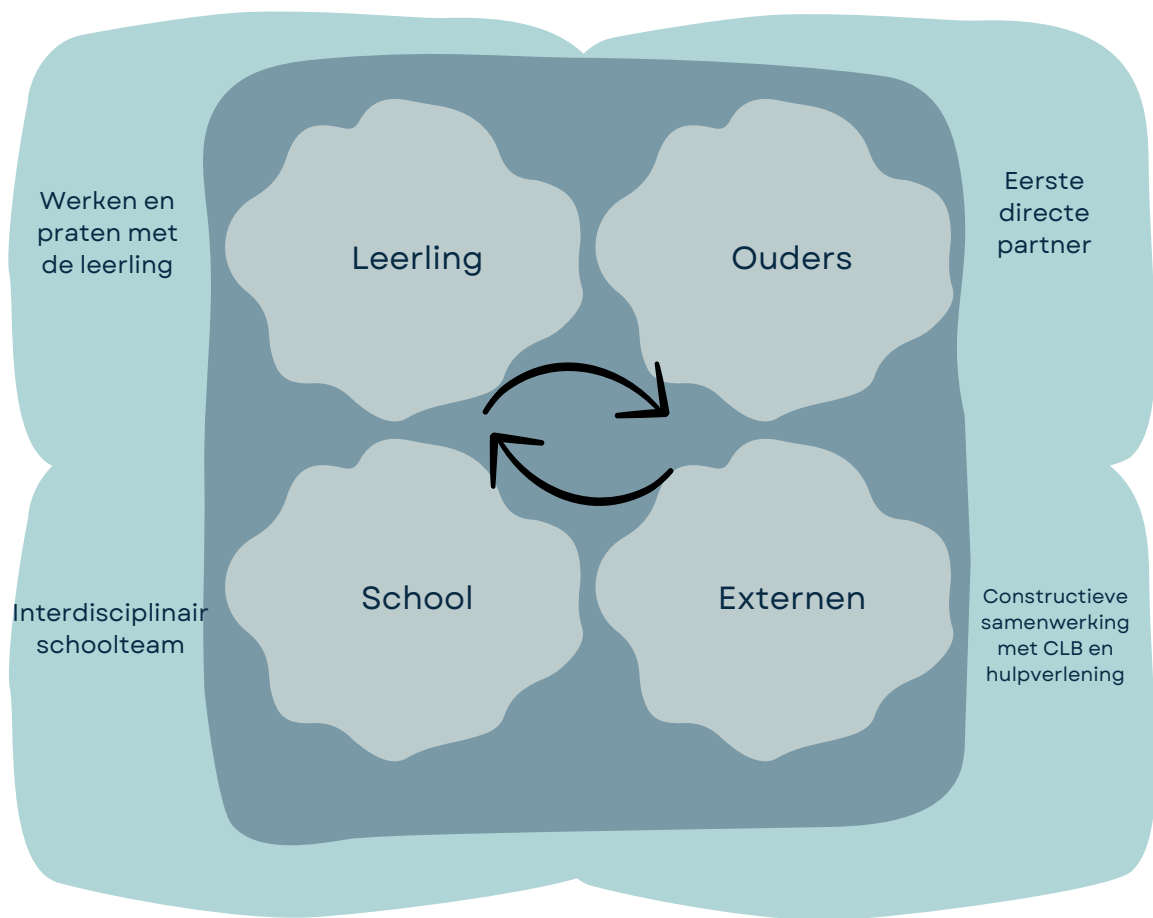 Werken en
praten met
de leerling
Leerling
Ouders
Eerste
directe
partner
Interdisciplinair
schoolteam
School
Externen
Constructieve
samenwerking
met CLB en
hulpverlening